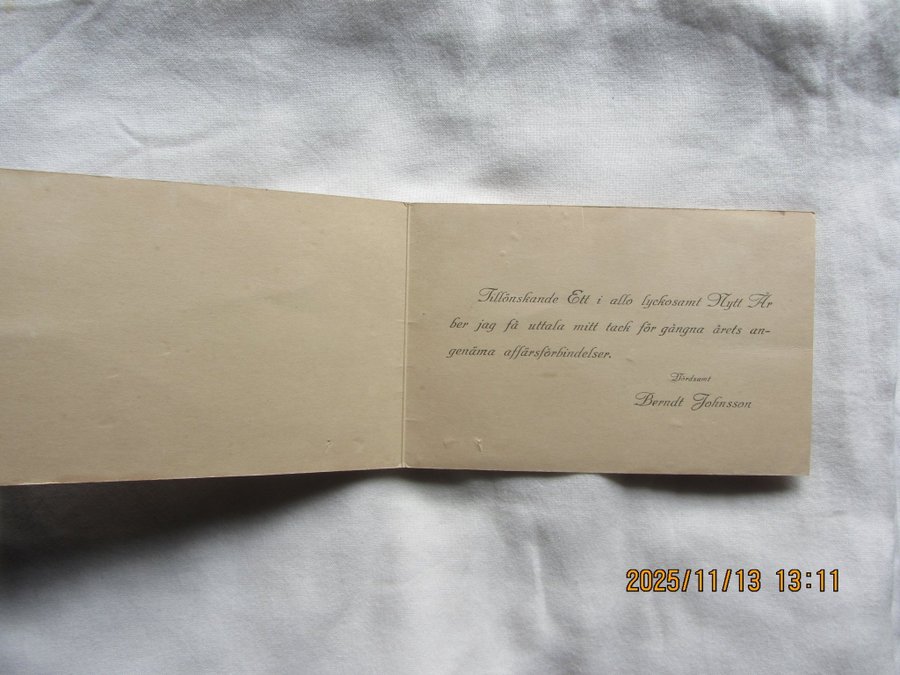 Tillönskande Ett i allo lyckosamt Nytt År
ber jag få uttala mitt tack för gångna årets an-
genäma affärsförbindelser.
Vördsamt
Berndt Johnsson
2025/11/13 13:11